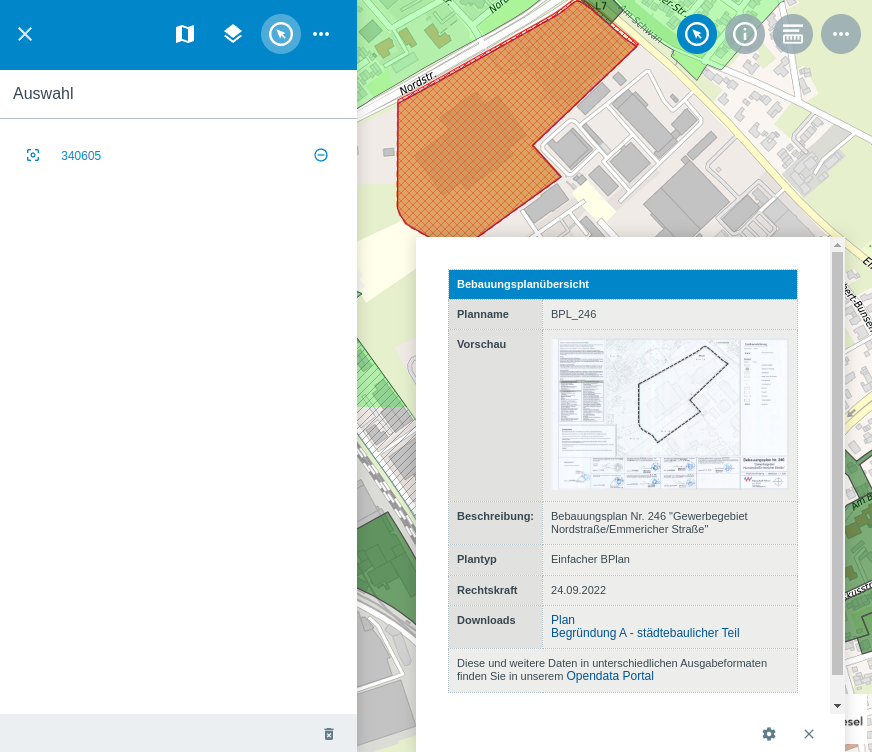 Auswahl
340605
L7
Am Schwan
Nordstr.
Bebauungsplanübersicht
Planname
BPL_246
Vorschau
Bebauungsplan Nr. 246
Beschreibung:
Bebauungsplan Nr. 246 "Gewerbegebiet
Nordstraße/Emmericher Straße"
Plantyp
Einfacher BPlan
Rechtskraft
24.09.2022
Downloads
Plan
Begründung A - städtebaulicher Teil
Diese und weitere Daten in unterschiedlichen Ausgabeformaten
finden Sie in unserem Opendata Portal
esel